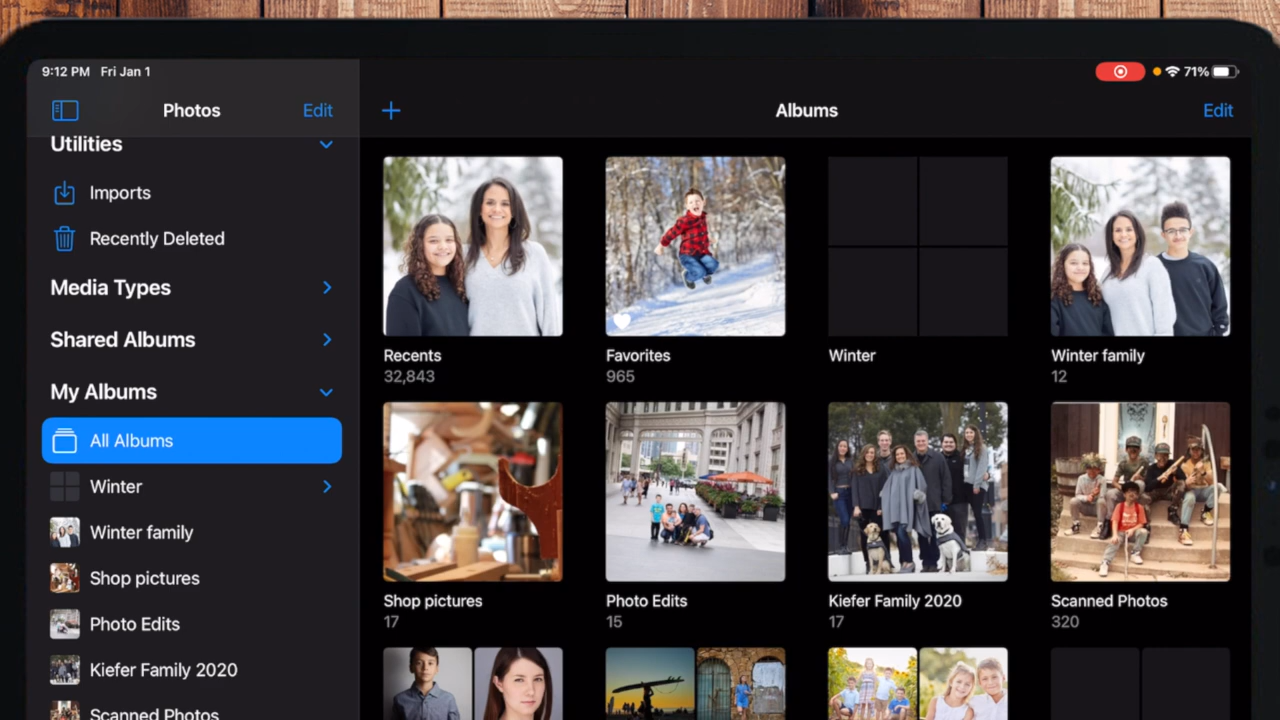 9:12 PM Fri Jan 1
71%
Photos
Edit
Utilities
Imports
Recently Deleted
Media Types
Shared Albums
My Albums
All Albums
Winter
Winter family
Shop pictures
Photo Edits
Kiefer Family 2020
Scanned Photos
+
Albums
Edit
Recents
32,843
Favorites
965
Winter
Winter family
12
Shop pictures
17
Photo Edits
15
Kiefer Family 2020
17
Scanned Photos
320